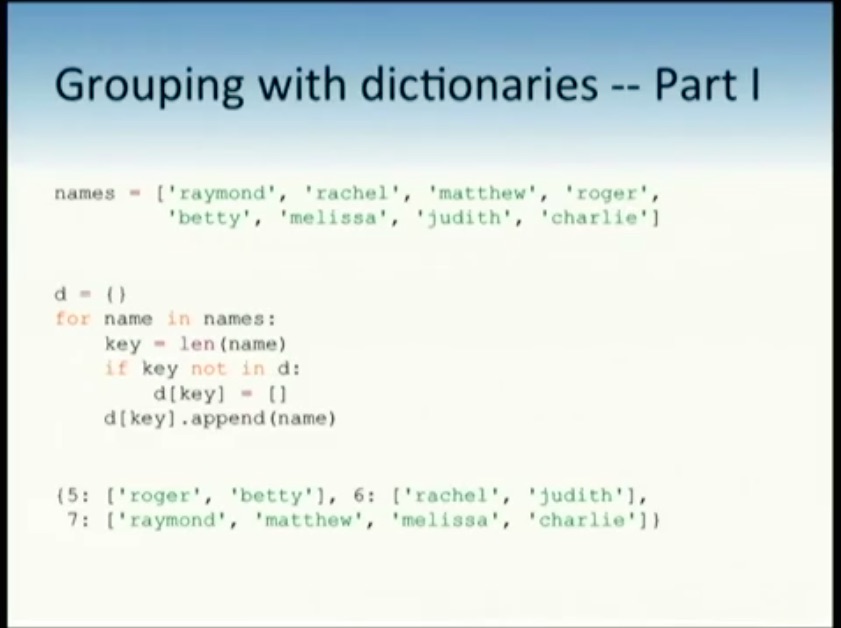 Grouping with dictionaries -- Part I
names = ['raymond', 'rachel', 'matthew', 'roger',
         'betty', 'melissa', 'judith', 'charlie']
d = {}
for name in names:
    key = len(name)
    if key not in d:
        d[key] = []
    d[key].append(name)
{5: ['roger', 'betty'], 6: ['rachel', 'judith'],
 7: ['raymond', 'matthew', 'melissa', 'charlie']}